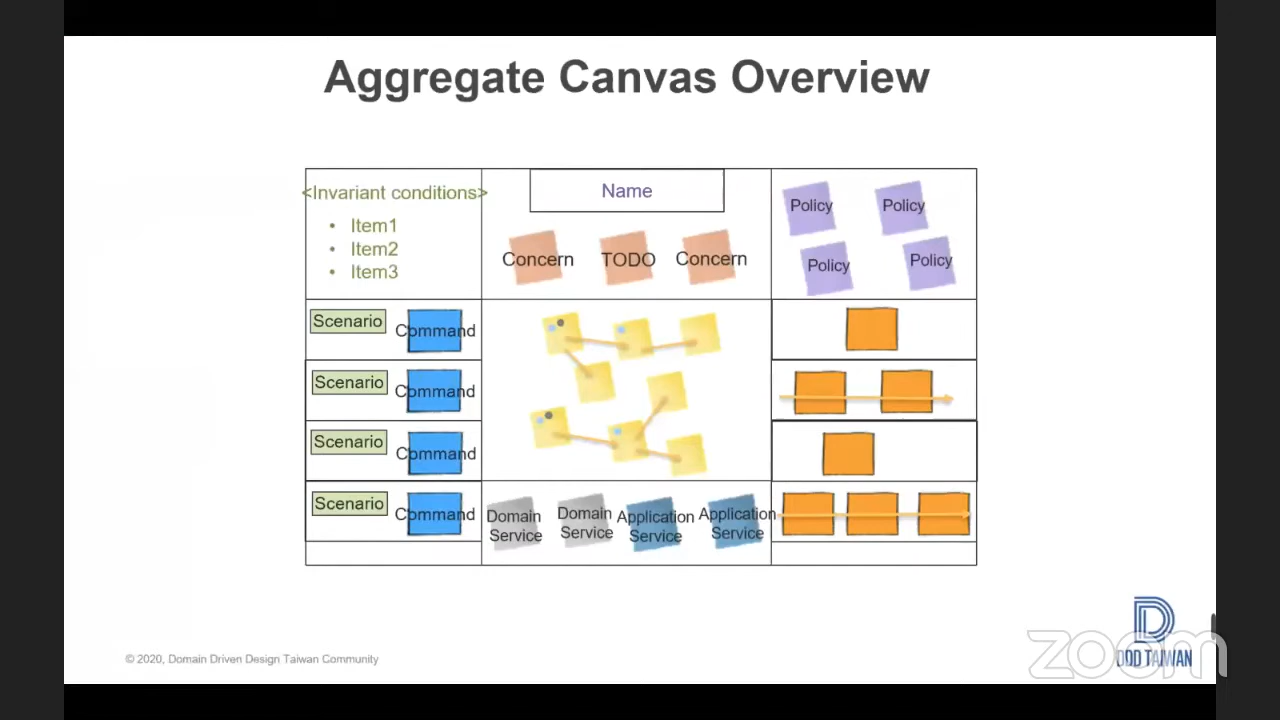 Aggregate Canvas Overview
<Invariant conditions>
• Item1
• Item2
• Item3
Name
Concern
TODO
Concern
Policy
Policy
Policy
Policy
Scenario
Command
Scenario
Command
Scenario
Command
Scenario
Command
Domain
Service
Domain
Service
Application
Service
Application
Service
© 2020, Domain Driven Design Taiwan Community
DDD TAIWAN
zoom